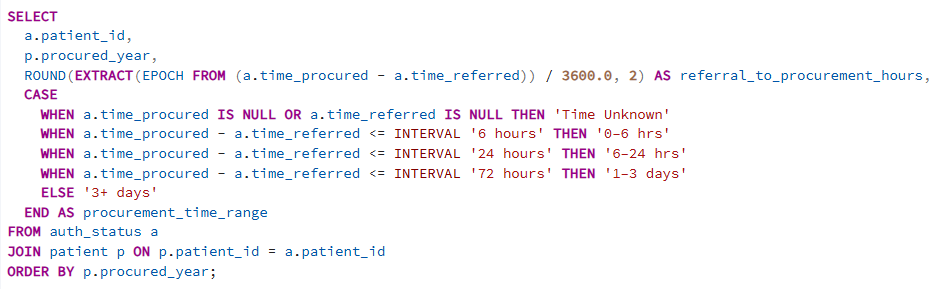 SELECT
  a.patient_id,
  p.procured_year,
  ROUND(EXTRACT(EPOCH FROM (a.time_procured - a.time_referred)) / 3600.0, 2) AS referral_to_procurement_hours,
  CASE
    WHEN a.time_procured IS NULL OR a.time_referred IS NULL THEN 'Time Unknown'
    WHEN a.time_procured - a.time_referred <= INTERVAL '6 hours' THEN '0–6 hrs'
    WHEN a.time_procured - a.time_referred <= INTERVAL '24 hours' THEN '6–24 hrs'
    WHEN a.time_procured - a.time_referred <= INTERVAL '72 hours' THEN '1–3 days'
    ELSE '3+ days'
  END AS procurement_time_range
FROM auth_status a
JOIN patient p ON p.patient_id = a.patient_id
ORDER BY p.procured_year;